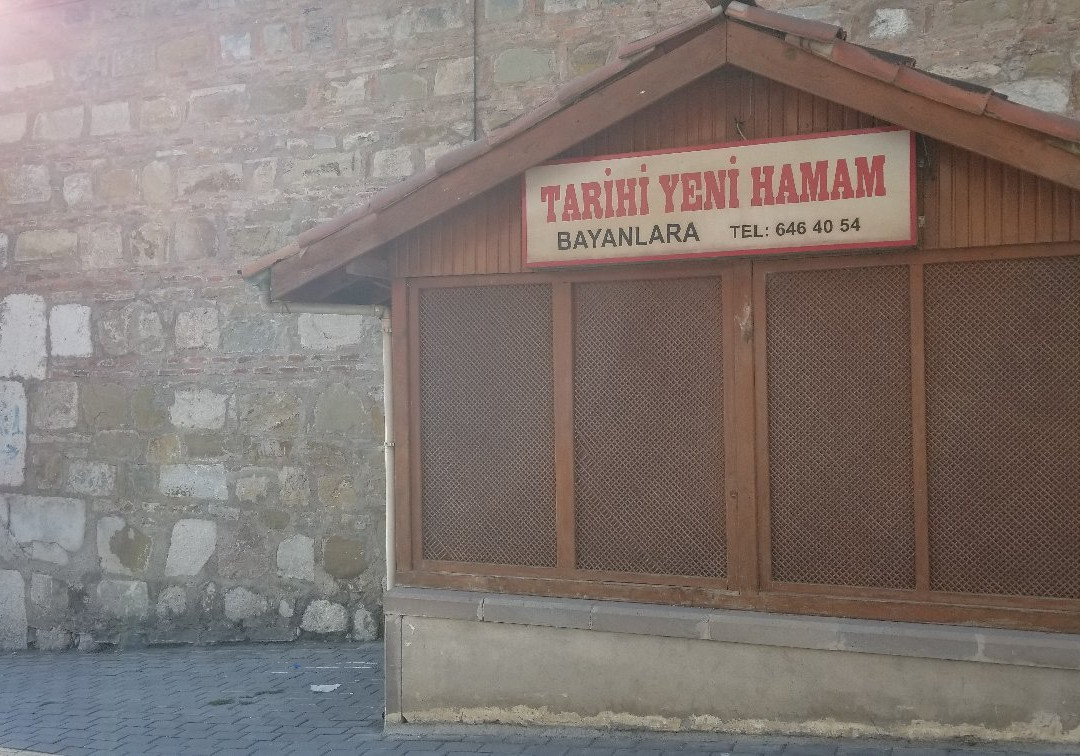 TARİHİ YENİ HAMAM
BAYANLARA TEL: 646 40 54